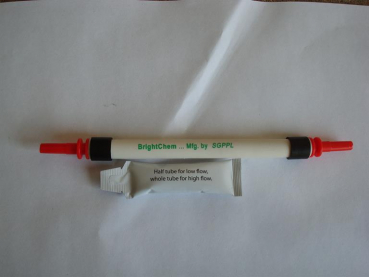 BrightChem ... Mfg. by SGPPL
Half tube for low flow,
whole tube for high flow.